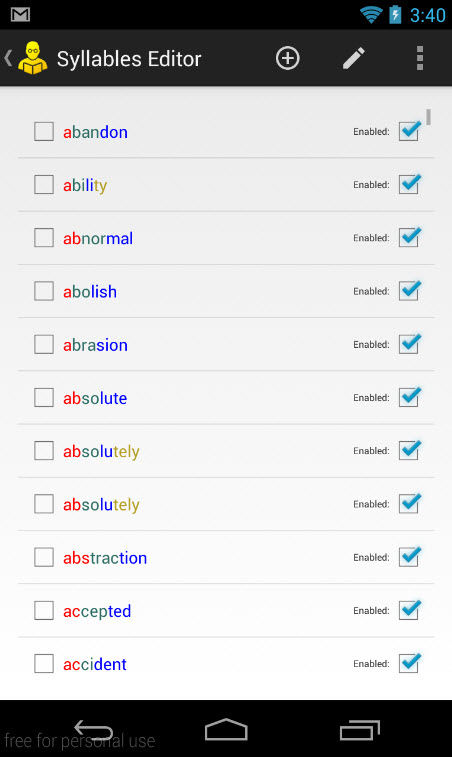 3:40
Syllables Editor
abandon Enabled:
ability Enabled:
abnormal Enabled:
abolish Enabled:
abrasion Enabled:
absolute Enabled:
absolutely Enabled:
absolutely Enabled:
abstraction Enabled:
accepted Enabled:
accident Enabled:
free for personal use